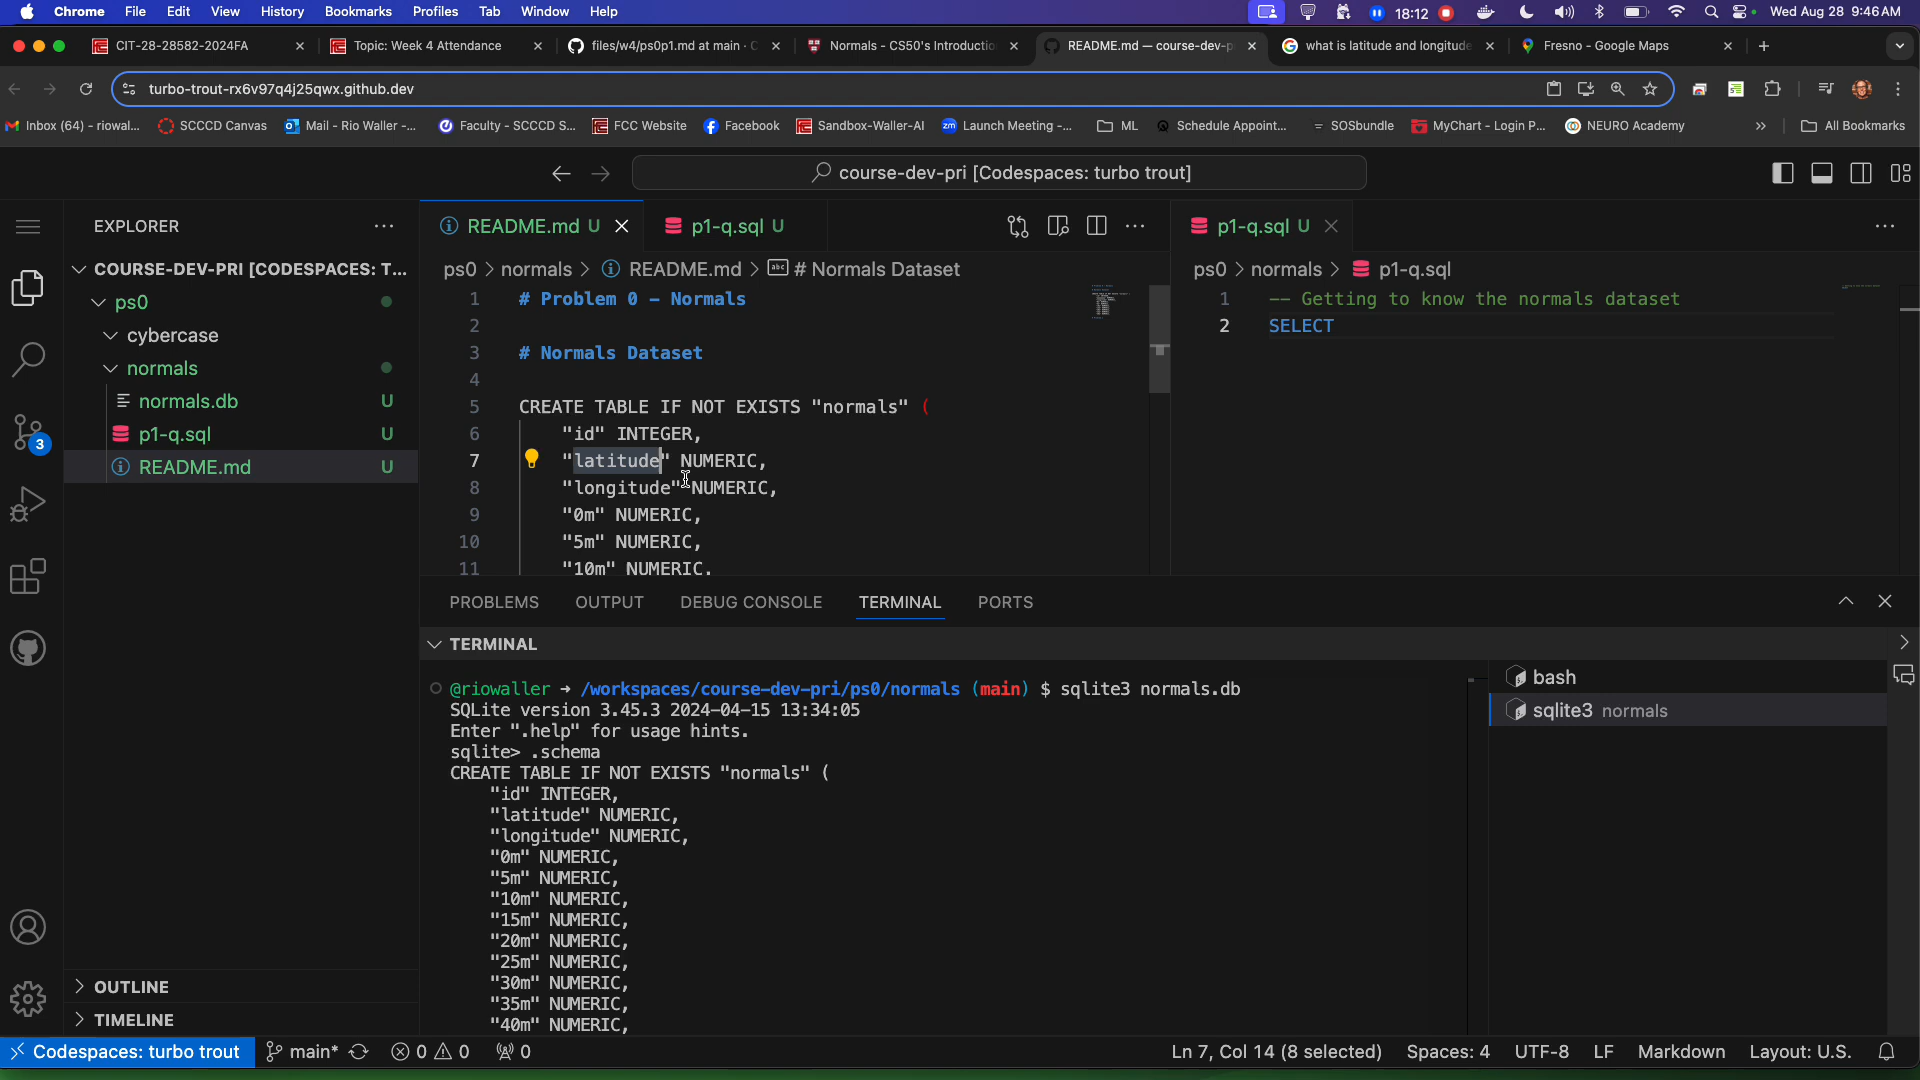 Chrome File Edit View History Bookmarks Profiles Tab Window Help 18:12 Wed Aug 28 9:46 AM
CIT-28-28582-2024FA Topic: Week 4 Attendance files/w4/ps0p1.md at main · C Normals - CS50's Introductio README.md — course-dev-p what is latitude and longitude Fresno - Google Maps
turbo-trout-rx6v97q4j25qwx.github.dev
Inbox (64) - riowal... SCCCD Canvas Mail - Rio Waller -... Faculty - SCCCD S... FCC Website Facebook Sandbox-Waller-AI Launch Meeting -... ML Schedule Appoint... SOSbundle MyChart - Login P... NEURO Academy » All Bookmarks
course-dev-pri [Codespaces: turbo trout]
EXPLORER
COURSE-DEV-PRI [CODESPACES: T...
ps0
cybercase
normals
normals.db U
p1-q.sql U
README.md U
OUTLINE
TIMELINE
README.md U p1-q.sql U
ps0 > normals > README.md > # Normals Dataset
1 # Problem 0 - Normals
2
3 # Normals Dataset
4
5 CREATE TABLE IF NOT EXISTS "normals" (
6 "id" INTEGER,
7 "latitude" NUMERIC,
8 "longitude" NUMERIC,
9 "0m" NUMERIC,
10 "5m" NUMERIC,
11 "10m" NUMERIC,
p1-q.sql U
ps0 > normals > p1-q.sql
1 -- Getting to know the normals dataset
2 SELECT
PROBLEMS OUTPUT DEBUG CONSOLE TERMINAL PORTS
TERMINAL
@riowaller → /workspaces/course-dev-pri/ps0/normals (main) $ sqlite3 normals.db
SQLite version 3.45.3 2024-04-15 13:34:05
Enter ".help" for usage hints.
sqlite> .schema
CREATE TABLE IF NOT EXISTS "normals" (
"id" INTEGER,
"latitude" NUMERIC,
"longitude" NUMERIC,
"0m" NUMERIC,
"5m" NUMERIC,
"10m" NUMERIC,
"15m" NUMERIC,
"20m" NUMERIC,
"25m" NUMERIC,
"30m" NUMERIC,
"35m" NUMERIC,
"40m" NUMERIC,
bash
sqlite3 normals
3
Codespaces: turbo trout main* 0 0 0 Ln 7, Col 14 (8 selected) Spaces: 4 UTF-8 LF Markdown Layout: U.S.